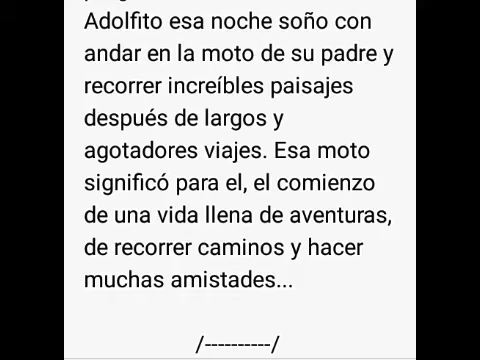 Adolfito esa noche soño con
andar en la moto de su padre y
recorrer increíbles paisajes
después de largos y
agotadores viajes. Esa moto
significó para el, el comienzo
de una vida llena de aventuras,
de recorrer caminos y hacer
muchas amistades...
/----------/